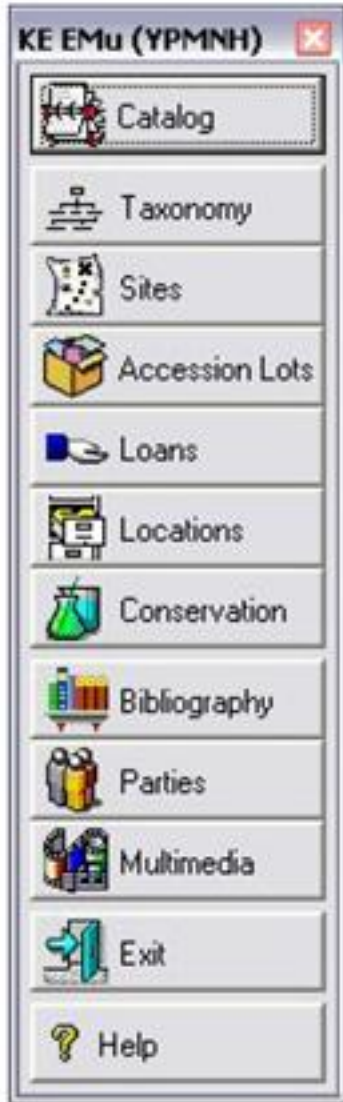 KE EMu (YPMNH)
Catalog
Taxonomy
Sites
Accession Lots
Loans
Locations
Conservation
Bibliography
Parties
Multimedia
Exit
Help